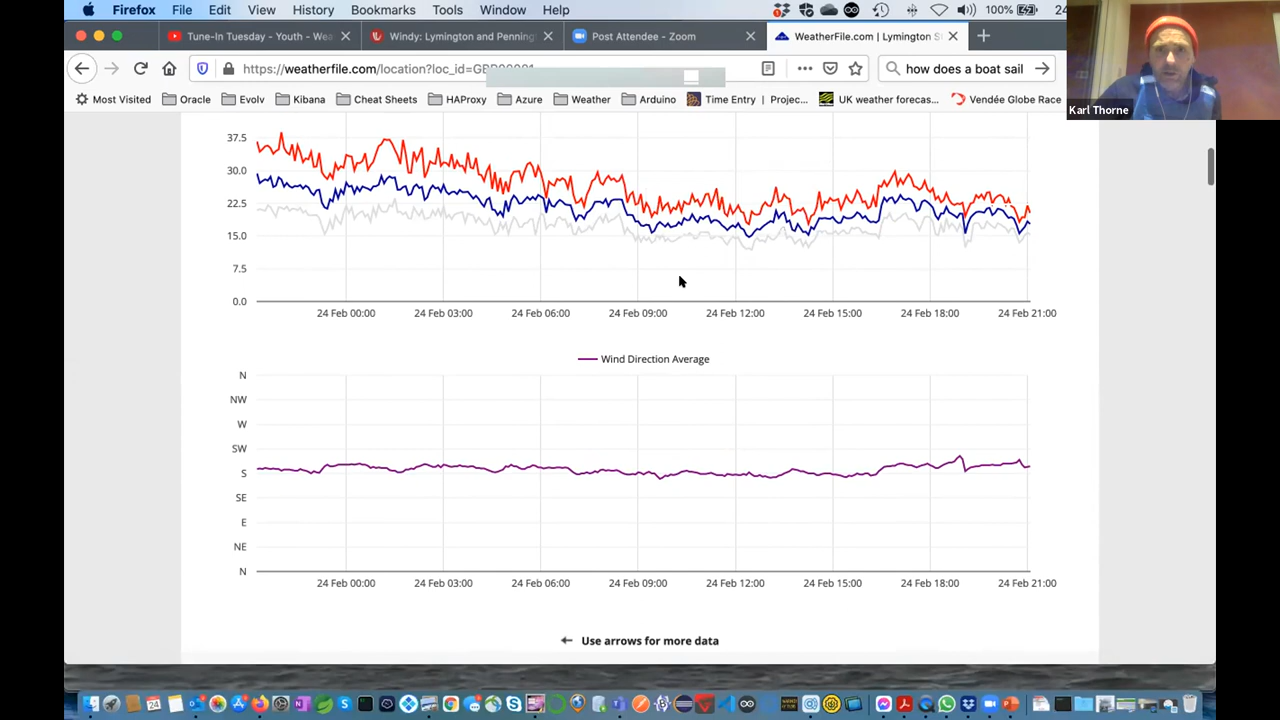 Firefox File Edit View History Bookmarks Tools Window Help 100% 24
Tune-In Tuesday - Youth - Wea
Windy: Lymington and Penning
Post Attendee - Zoom
WeatherFile.com | Lymington S
https://weatherfile.com/location?loc_id=GBR00001
how does a boat sail
Karl Thorne
Most Visited Oracle Evolv Kibana Cheat Sheets HAProxy Azure Weather Arduino Time Entry | Projec... UK weather forecas... Vendée Globe Race
37.5
30.0
22.5
15.0
7.5
0.0
24 Feb 00:00 24 Feb 03:00 24 Feb 06:00 24 Feb 09:00 24 Feb 12:00 24 Feb 15:00 24 Feb 18:00 24 Feb 21:00
Wind Direction Average
N
NW
W
SW
S
SE
E
NE
N
24 Feb 00:00 24 Feb 03:00 24 Feb 06:00 24 Feb 09:00 24 Feb 12:00 24 Feb 15:00 24 Feb 18:00 24 Feb 21:00
Use arrows for more data